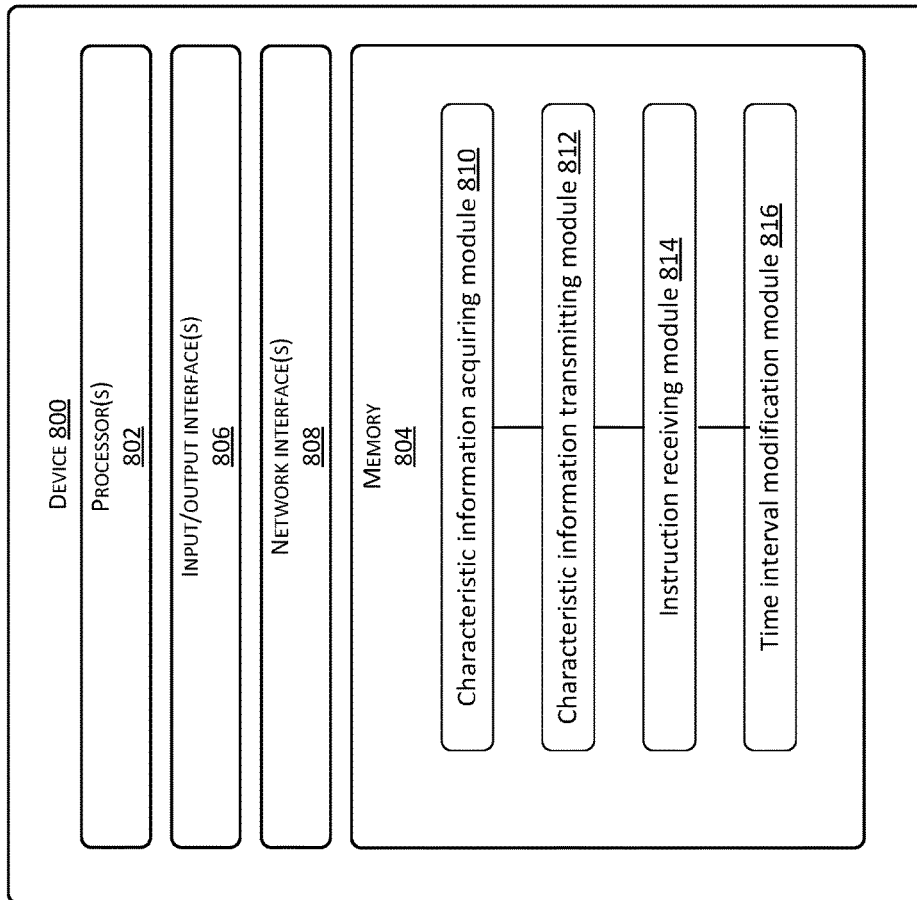 DEVICE 800
PROCESSOR(S)
802
INPUT/OUTPUT INTERFACE(S)
806
NETWORK INTERFACE(S)
808
MEMORY
804
Characteristic information acquiring module 810
Characteristic information transmitting module 812
Instruction receiving module 814
Time interval modification module 816